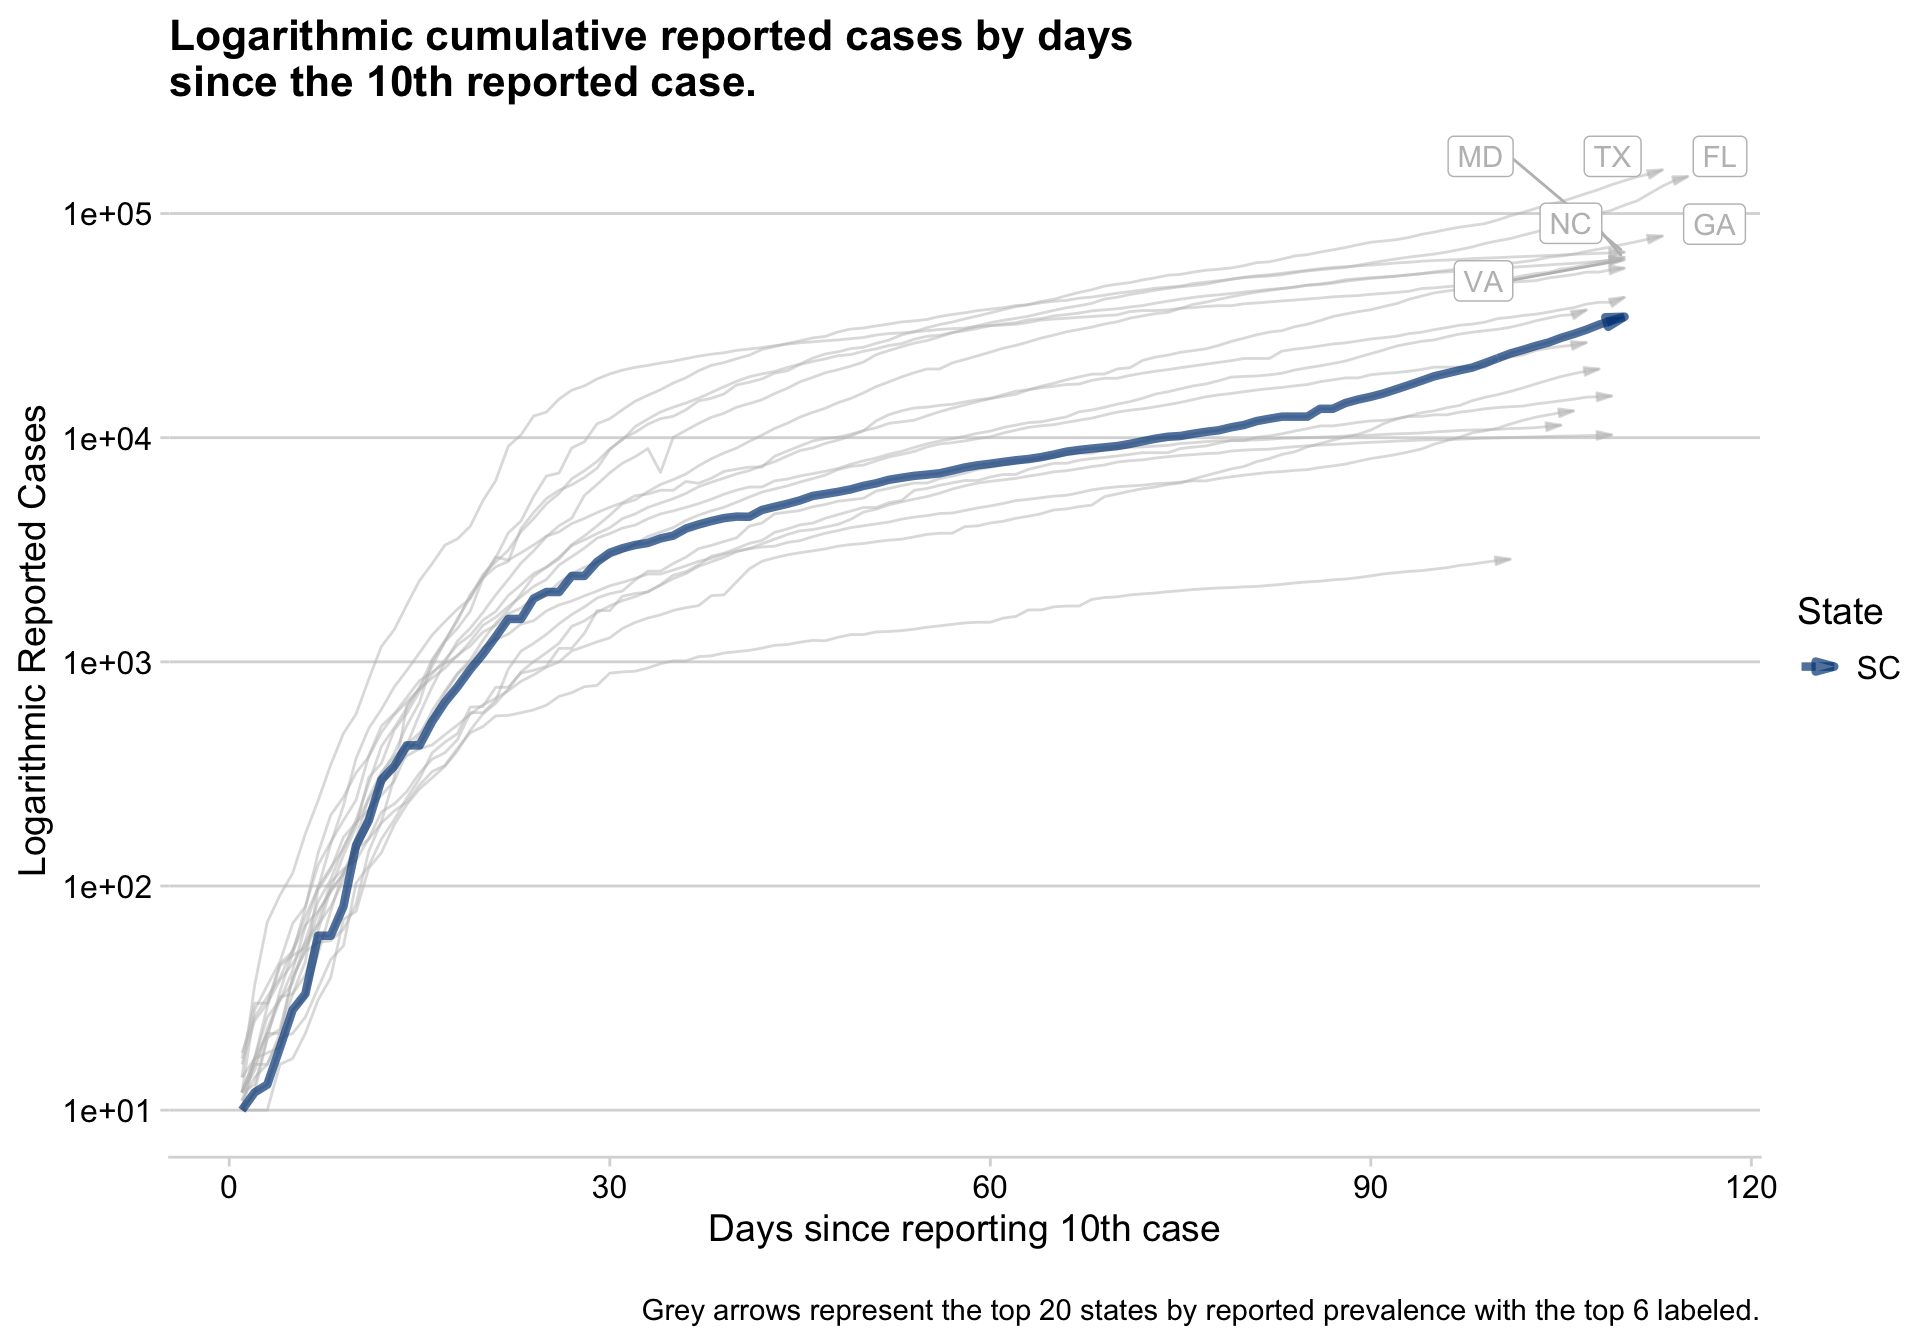 Logarithmic cumulative reported cases by days
since the 10th reported case.
MD
TX
FL
NC
GA
VA
1e+05
1e+04
1e+03
1e+02
1e+01
Logarithmic Reported Cases
State
SC
0
30
60
90
120
Days since reporting 10th case
Grey arrows represent the top 20 states by reported prevalence with the top 6 labeled.